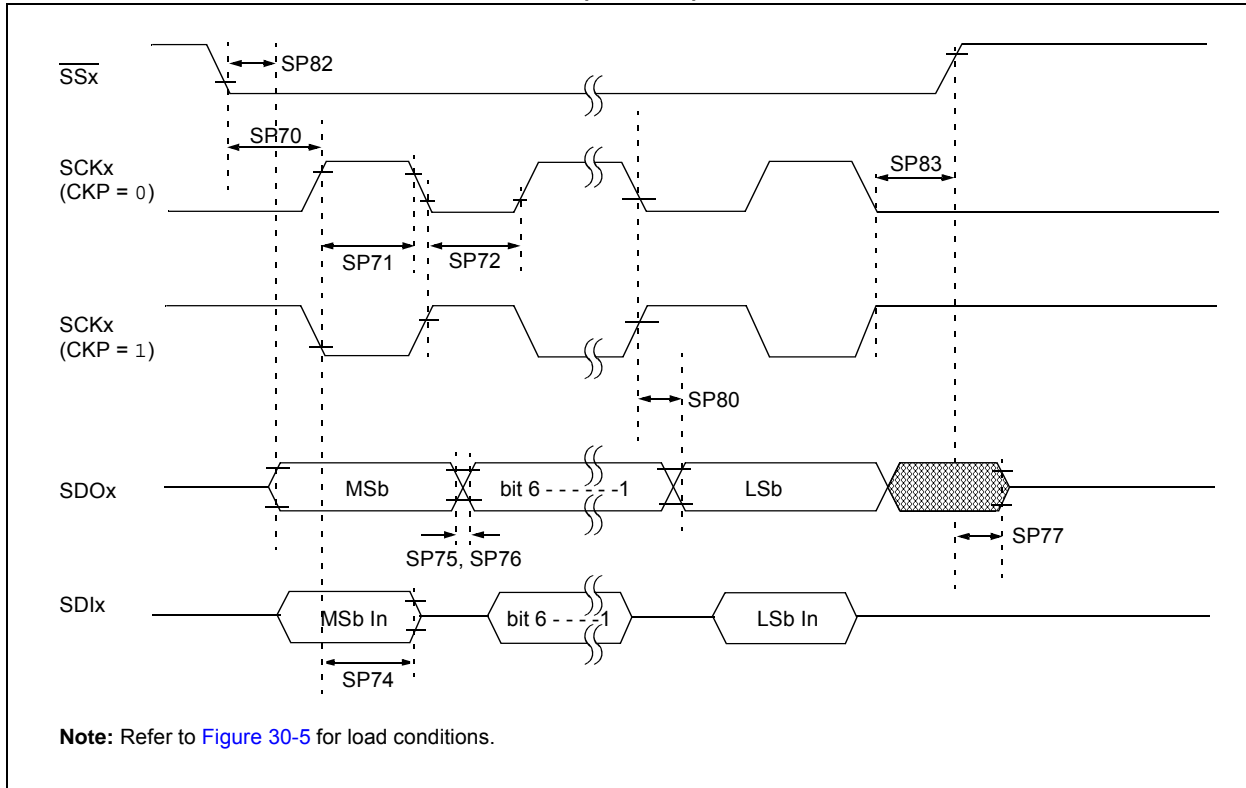 SSx
SP82
SP70
SCKx
(CKP = 0)
SP83
SP71
SP72
SCKx
(CKP = 1)
SP80
SDOx
MSb
bit 6 - - - - - -1
LSb
SP75, SP76
SP77
SDIx
MSb In
bit 6 - - - -1
LSb In
SP74
Note: Refer to Figure 30-5 for load conditions.